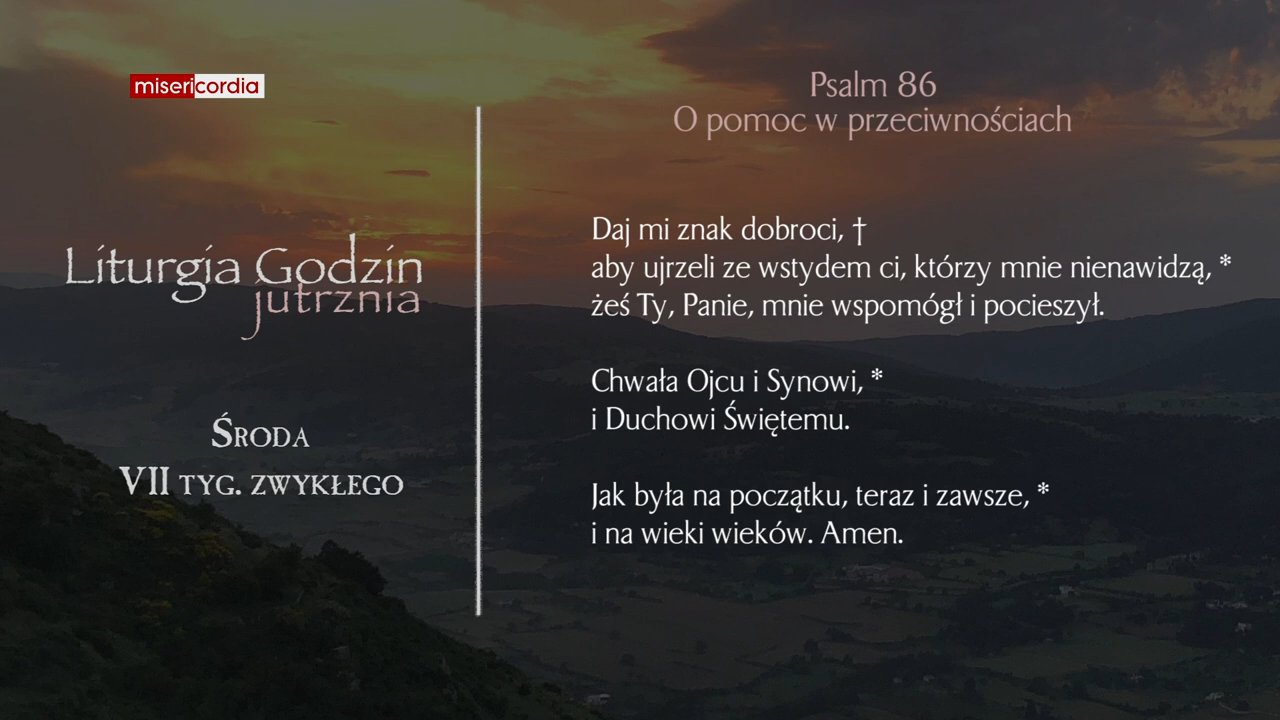 misericordia
Liturgia Godzin
jutrznia
Środa
VII tyg. zwykłego
Psalm 86
O pomoc w przeciwnościach
Daj mi znak dobroci, †
aby ujrzeli ze wstydem ci, którzy mnie nienawidzą, *
żeś Ty, Panie, mnie wspomógł i pocieszył.
Chwała Ojcu i Synowi, *
i Duchowi Świętemu.
Jak była na początku, teraz i zawsze, *
i na wieki wieków. Amen.